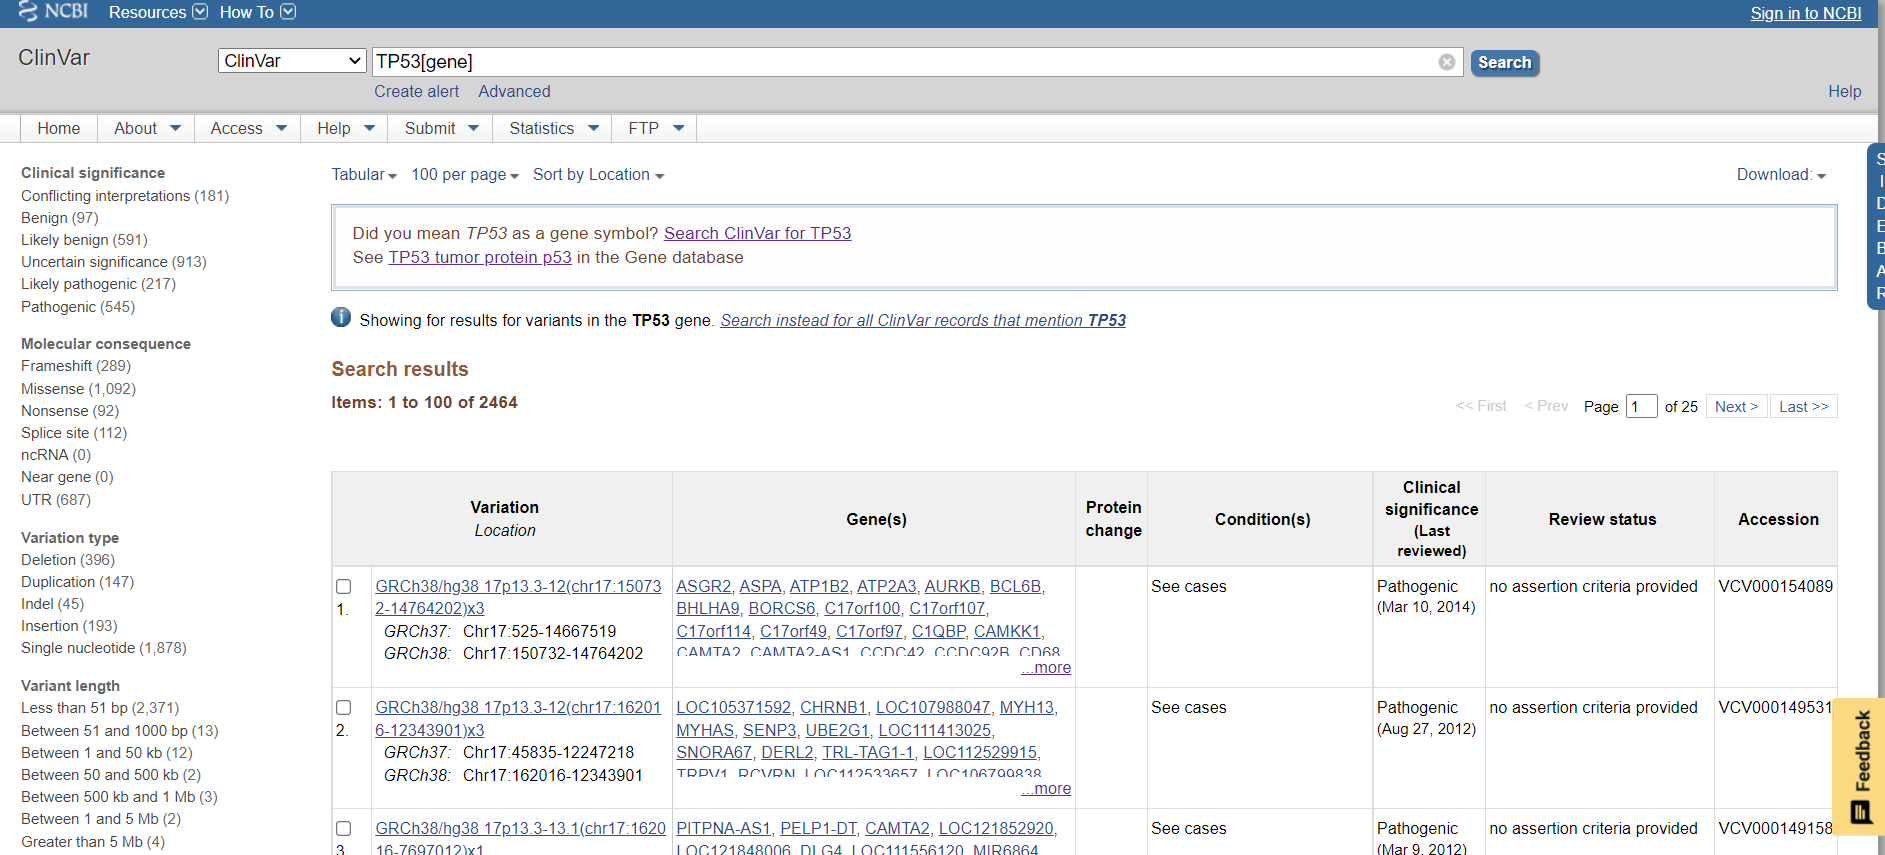 NCBI Resources How To Sign in to NCBI
ClinVar ClinVar TP53[gene] Search
Create alert Advanced Help
Home About Access Help Submit Statistics FTP
Clinical significance
Conflicting interpretations (181)
Benign (97)
Likely benign (591)
Uncertain significance (913)
Likely pathogenic (217)
Pathogenic (545)
Molecular consequence
Frameshift (289)
Missense (1,092)
Nonsense (92)
Splice site (112)
ncRNA (0)
Near gene (0)
UTR (687)
Variation type
Deletion (396)
Duplication (147)
Indel (45)
Insertion (193)
Single nucleotide (1,878)
Variant length
Less than 51 bp (2,371)
Between 51 and 1000 bp (13)
Between 1 and 50 kb (12)
Between 50 and 500 kb (2)
Between 500 kb and 1 Mb (3)
Between 1 and 5 Mb (2)
Greater than 5 Mb (4)
Tabular 100 per page Sort by Location Download:
Did you mean TP53 as a gene symbol? Search ClinVar for TP53
See TP53 tumor protein p53 in the Gene database
Showing for results for variants in the TP53 gene. Search instead for all ClinVar records that mention TP53
Search results
Items: 1 to 100 of 2464
<< First < Prev Page 1 of 25 Next > Last >>
Variation
Location
Gene(s)
Protein
change
Condition(s)
Clinical
significance
(Last
reviewed)
Review status
Accession
1.
GRCh38/hg38 17p13.3-12(chr17:15073
2-14764202)x3
GRCh37: Chr17:525-14667519
GRCh38: Chr17:150732-14764202
ASGR2, ASPA, ATP1B2, ATP2A3, AURKB, BCL6B,
BHLHA9, BORCS6, C17orf100, C17orf107,
C17orf114, C17orf49, C17orf97, C1QBP, CAMKK1,
CAMTA2, CAMTA2-AS1, CCDC42, CCDC92B, CD68,
...more
See cases
Pathogenic
(Mar 10, 2014)
no assertion criteria provided
VCV000154089
2.
GRCh38/hg38 17p13.3-12(chr17:16201
6-12343901)x3
GRCh37: Chr17:45835-12247218
GRCh38: Chr17:162016-12343901
LOC105371592, CHRNB1, LOC107988047, MYH13,
MYHAS, SENP3, UBE2G1, LOC111413025,
SNORA67, DERL2, TRL-TAG1-1, LOC112529915,
TRPV1, RCVRN, LOC112533657, LOC106799838,
...more
See cases
Pathogenic
(Aug 27, 2012)
no assertion criteria provided
VCV000149531
3.
GRCh38/hg38 17p13.3-13.1(chr17:1620
16-7697012)x1
PITPNA-AS1, PELP1-DT, CAMTA2, LOC121852920,
LOC121848006, DLG4, LOC111556120, MIR6864,
See cases
Pathogenic
(Mar 9, 2012)
no assertion criteria provided
VCV000149158
SIDEBAR
Feedback